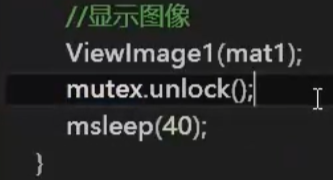 //显示图像
ViewImage1(mat1);
mutex.unlock();
msleep(40);
}